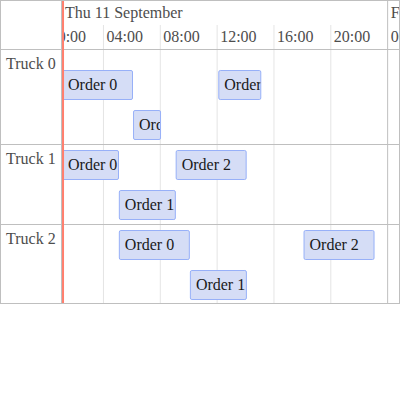 Thu 11 September F
:00 04:00 08:00 12:00 16:00 20:00 0
Truck 0
Order 0 Order
Ord
Truck 1
Order 0 Order 2
Order 1
Truck 2
Order 0 Order 2
Order 1